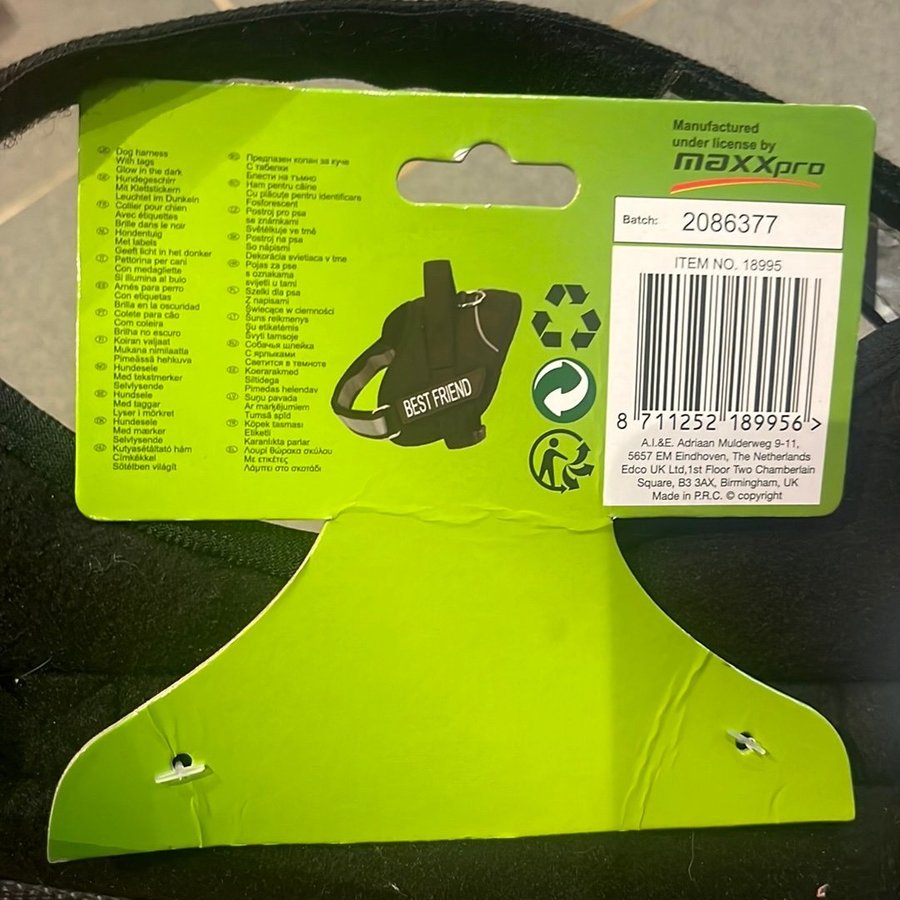 Dog harness
With tags
Glow in the dark
Hundegeschirr
Mit Klettstickern
Leuchtet im Dunkeln
Collier pour chien
Avec étiquettes
Brille dans le noir
Hondentuig
Met labels
Geeft licht in het donker
Pettorina per cani
Con medagliette
Si illumina al buio
Arnés para perro
Con etiquetas
Brilla en la oscuridad
Colete para cão
Com coleira
Brilha no escuro
Koiran valjaat
Mukana nimilaatta
Pimeässä hehkuva
Hundesele
Med tekstmerker
Selvlysende
Hundsele
Med taggar
Lyser i mörkret
Hundesele
Med mærker
Selvlysende
Kutyasétáltató hám
Címkékkel
Sötétben világít
Предпазен колан за куче
С табелки
Блести на тъмно
Ham pentru câine
Cu plăcuțe pentru identificare
Fosforescent
Postroj pro psa
se známkami
Světélkuje ve tmě
Postroj na psa
So nápismi
Dekorácia svietiaca v tme
Pojas za pse
s oznakama
svijetli u tami
Szelki dla psa
Z napisami
Świecące w ciemności
Šuns reikmenys
Su etiketėmis
Švyti tamsoje
Собачья шлейка
С ярлыками
Светится в темноте
Koerarakmed
Siltidega
Pimedas helendav
Suņu pavada
Ar marķējumiem
Tumsā spīd
Köpek tasması
Etiketli
Karanlıkta parlar
Λουρί θώρακα σκύλου
Με ετικέτες
Λάμπει στο σκοτάδι
BEST FRIEND
Manufactured
under license by
maxxpro
Batch: 2086377
ITEM NO. 18995
8 711252 189956 >
A.I.&E. Adriaan Mulderweg 9-11,
5657 EM Eindhoven, The Netherlands
Edco UK Ltd,1st Floor Two Chamberlain
Square, B3 3AX, Birmingham, UK
Made in P.R.C. © copyright